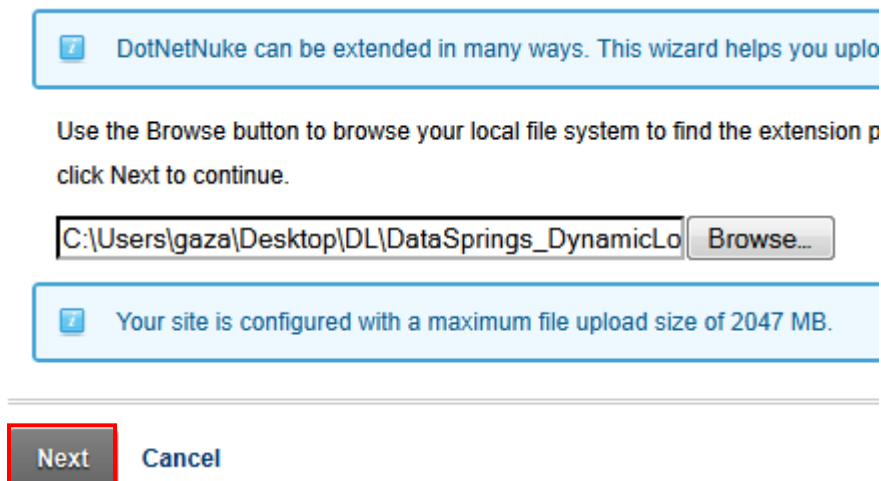 DotNetNuke can be extended in many ways. This wizard helps you uplo
Use the Browse button to browse your local file system to find the extension p
click Next to continue.
C:\Users\gaza\Desktop\DL\DataSprings_DynamicLo Browse...
Your site is configured with a maximum file upload size of 2047 MB.
Next Cancel